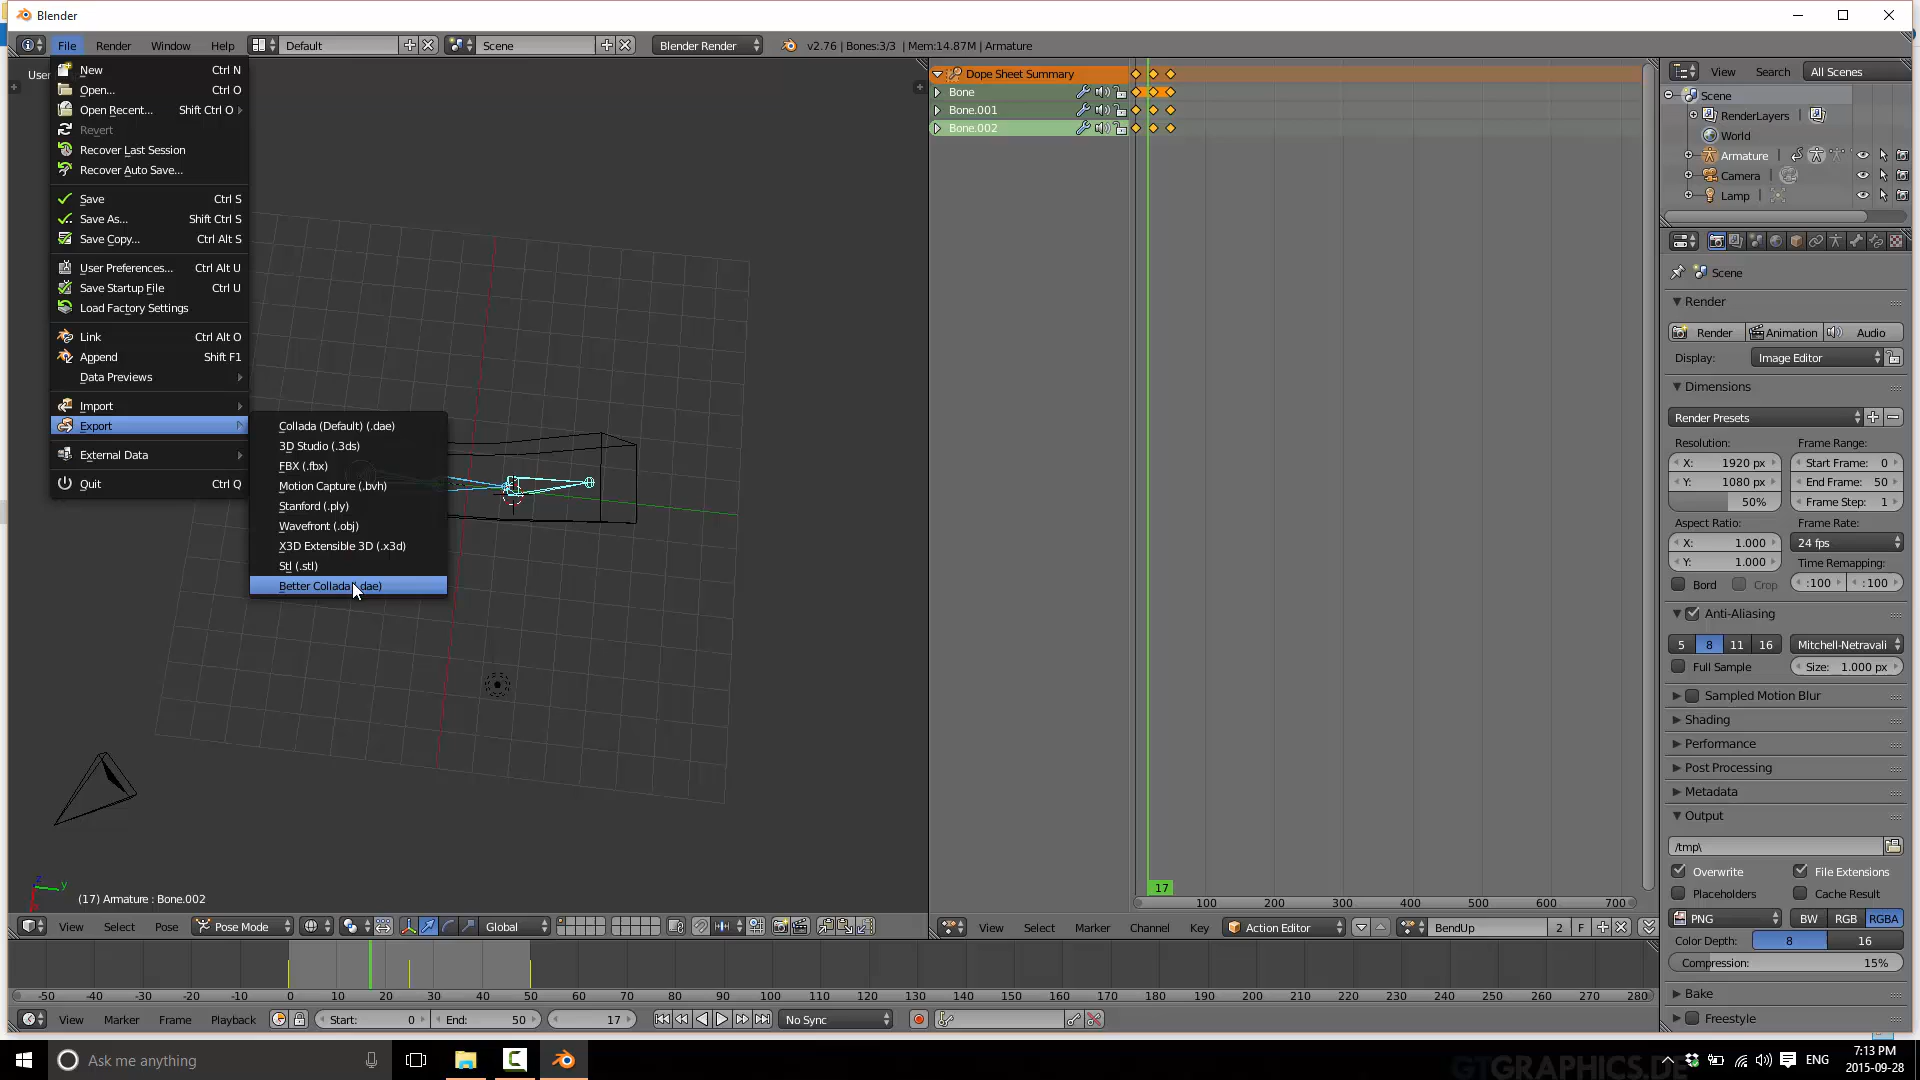 Blender
File Render Window Help Default Scene Blender Render v2.76 | Bones:3/3 | Mem:14.87M | Armature
New Ctrl N
Open... Ctrl O
Open Recent... Shift Ctrl O
Revert
Recover Last Session
Recover Auto Save...
Save Ctrl S
Save As... Shift Ctrl S
Save Copy... Ctrl Alt S
User Preferences... Ctrl Alt U
Save Startup File Ctrl U
Load Factory Settings
Link Ctrl Alt O
Append Shift F1
Data Previews
Import
Export
External Data
Quit Ctrl Q
Collada (Default) (.dae)
3D Studio (.3ds)
FBX (.fbx)
Motion Capture (.bvh)
Stanford (.ply)
Wavefront (.obj)
X3D Extensible 3D (.x3d)
Stl (.stl)
Better Collada (.dae)
User
z y
(17) Armature : Bone.002
View Select Pose Pose Mode Global
Dope Sheet Summary
Bone
Bone.001
Bone.002
17
0 100 200 300 400 500 600 700
View Select Marker Channel Key Action Editor BendUp 2 F
View Search All Scenes
Scene
RenderLayers
World
Armature
Camera
Lamp
Scene
Render
Render Animation Audio
Display: Image Editor
Dimensions
Render Presets
Resolution: Frame Range:
X: 1920 px Start Frame: 0
Y: 1080 px End Frame: 50
50% Frame Step: 1
Aspect Ratio: Frame Rate:
X: 1.000 24 fps
Y: 1.000 Time Remapping:
Bord Crop :100 :100
Anti-Aliasing
5 8 11 16 Mitchell-Netravali
Full Sample Size: 1.000 px
Sampled Motion Blur
Shading
Performance
Post Processing
Metadata
Output
/tmp\
Overwrite File Extensions
Placeholders Cache Result
PNG BW RGB RGBA
Color Depth: 8 16
Compression: 15%
Bake
Freestyle
-50 -40 -30 -20 -10 0 10 20 30 40 50 60 70 80 90 100 110 120 130 140 150 160 170 180 190 200 210 220 230 240 250 260 270 280
View Marker Frame Playback Start: 0 End: 50 17 No Sync
Ask me anything
GTGRAPHICS.DE
ENG
7:13 PM
2015-09-28